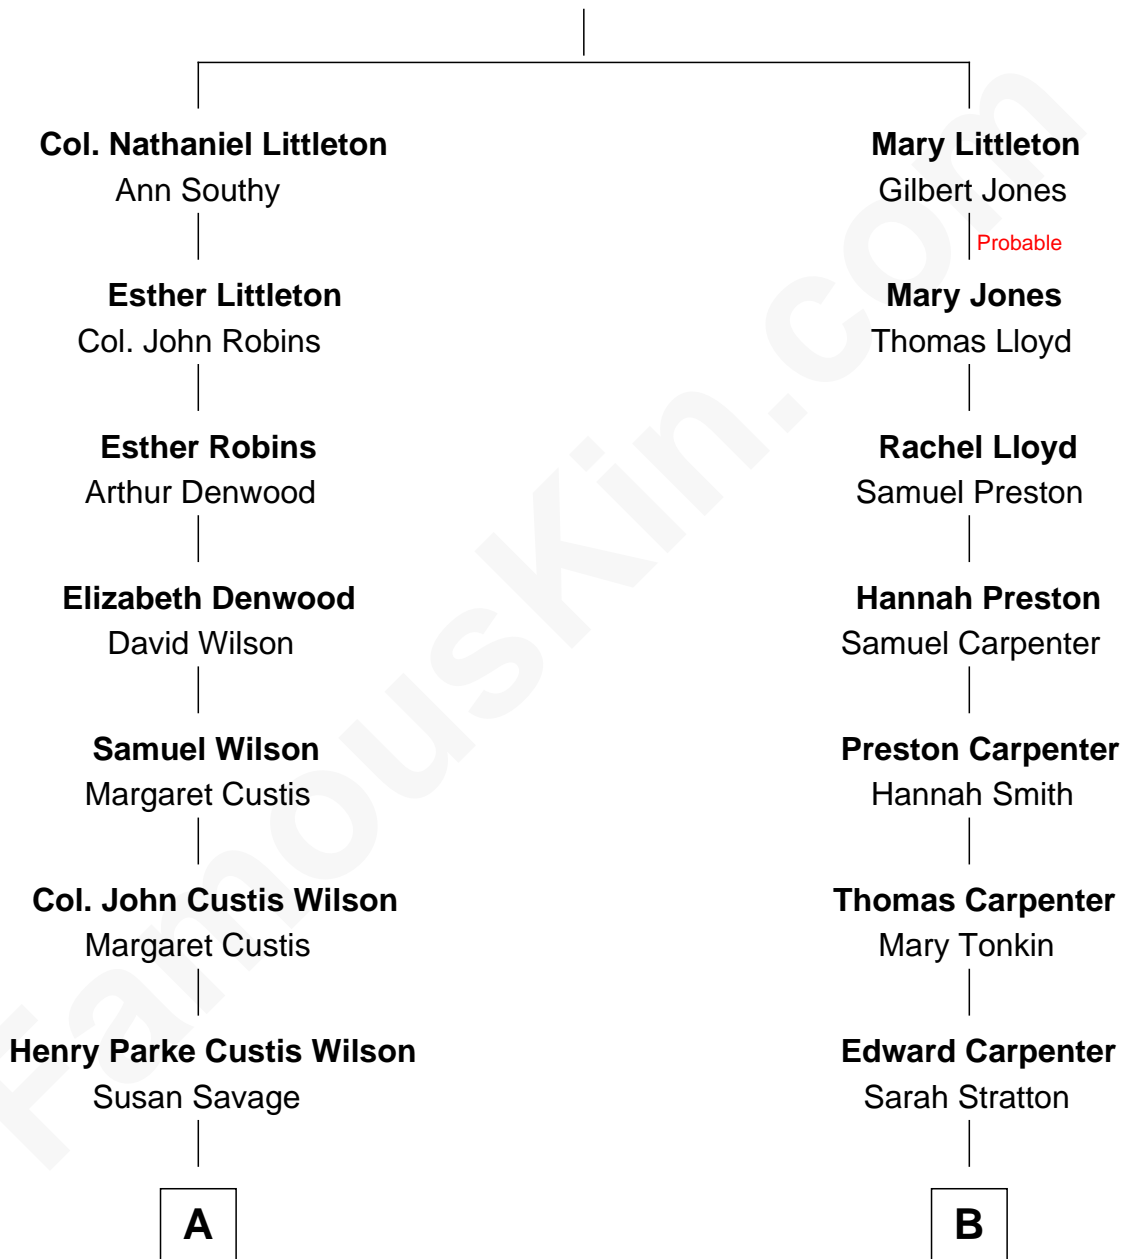 Col. Nathaniel Littleton
Ann Southy
Esther Littleton
Col. John Robins
Esther Robins
Arthur Denwood
Elizabeth Denwood
David Wilson
Samuel Wilson
Margaret Custis
Col. John Custis Wilson
Margaret Custis
Henry Parke Custis Wilson
Susan Savage
A
Mary Littleton
Gilbert Jones
Probable
Mary Jones
Thomas Lloyd
Rachel Lloyd
Samuel Preston
Hannah Preston
Samuel Carpenter
Preston Carpenter
Hannah Smith
Thomas Carpenter
Mary Tonkin
Edward Carpenter
Sarah Stratton
B
FamousKin.com